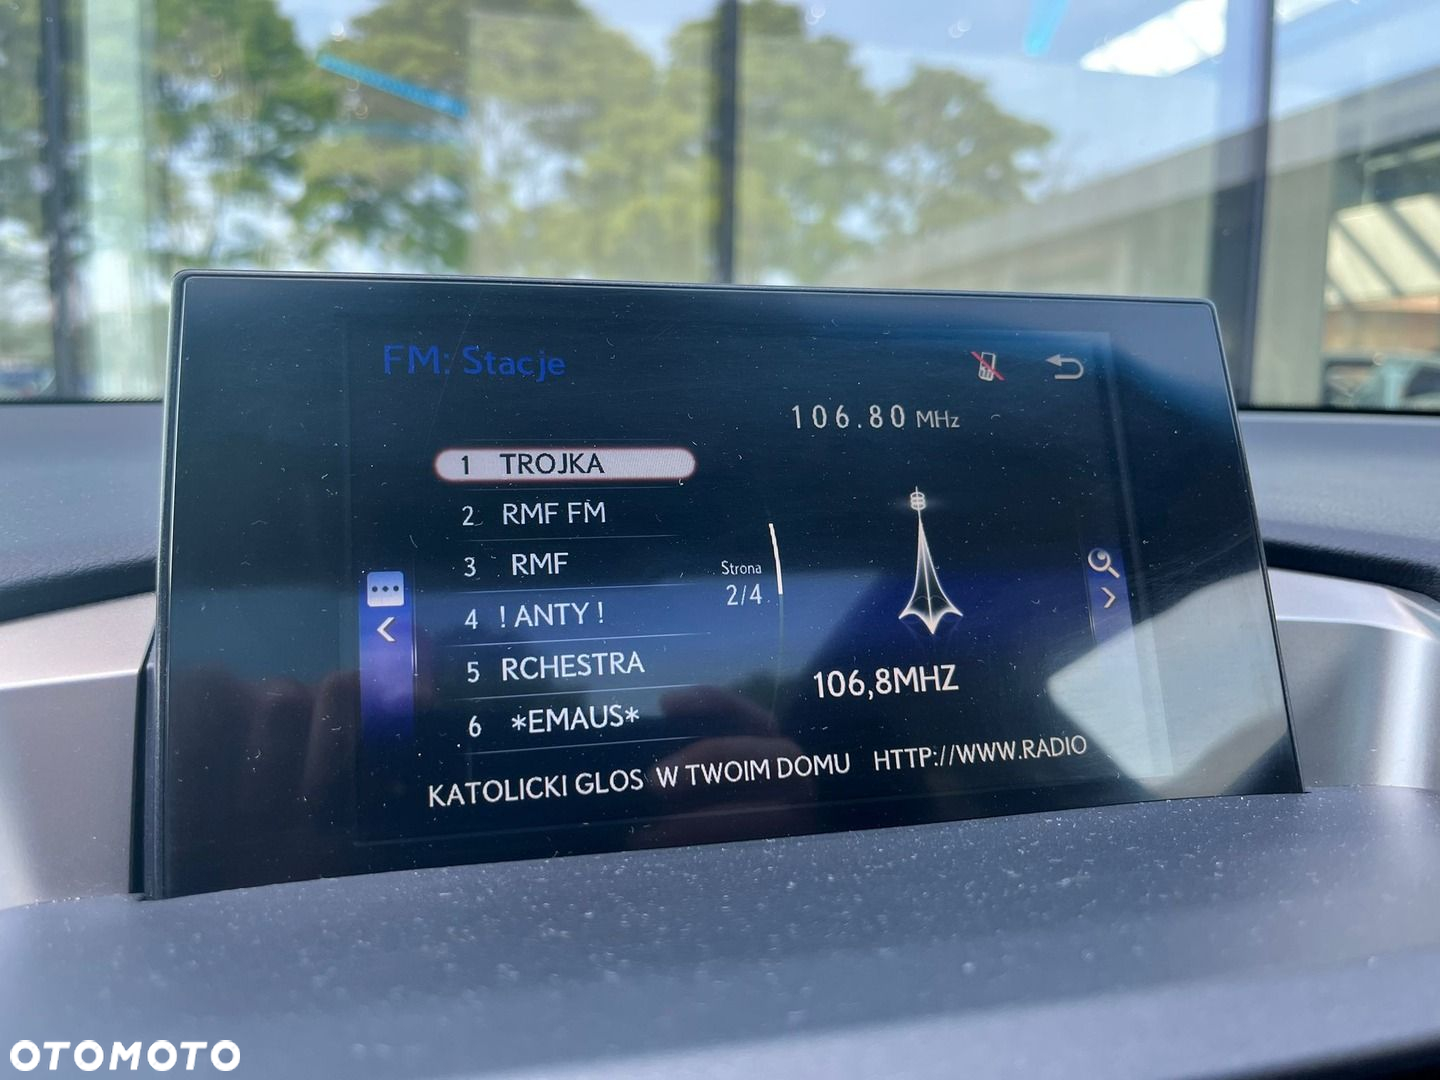 FM: Stacje
106.80 MHz
1 TROJKA
2 RMF FM
3 RMF
4 ! ANTY !
5 RCHESTRA
6 *EMAUS*
Strona
2/4
106,8MHZ
KATOLICKI GLOS W TWOIM DOMU HTTP://WWW.RADIO
OTOMOTO